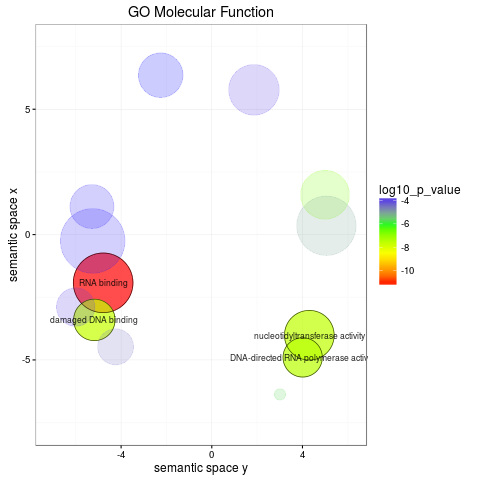 GO Molecular Function
semantic space x
5
0
-5
RNA binding
damaged DNA binding
nucleotidyltransferase activity
DNA-directed RNA polymerase activ
-4
0
4
semantic space y
log10_p_value
-4
-6
-8
-10